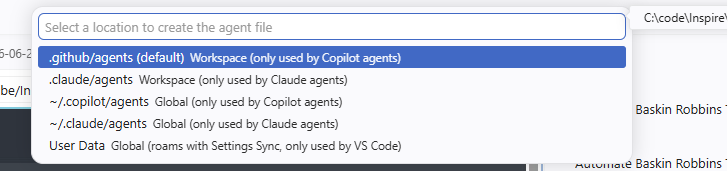 Select a location to create the agent file
C:\code\Inspire
.github/agents (default) Workspace (only used by Copilot agents)
6-06-2
.claude/agents Workspace (only used by Claude agents)
be/In
~/.copilot/agents Global (only used by Copilot agents)
Baskin Robbins T
~/.claude/agents Global (only used by Claude agents)
User Data Global (roams with Settings Sync, only used by VS Code)
Automate Baskin Robbins T